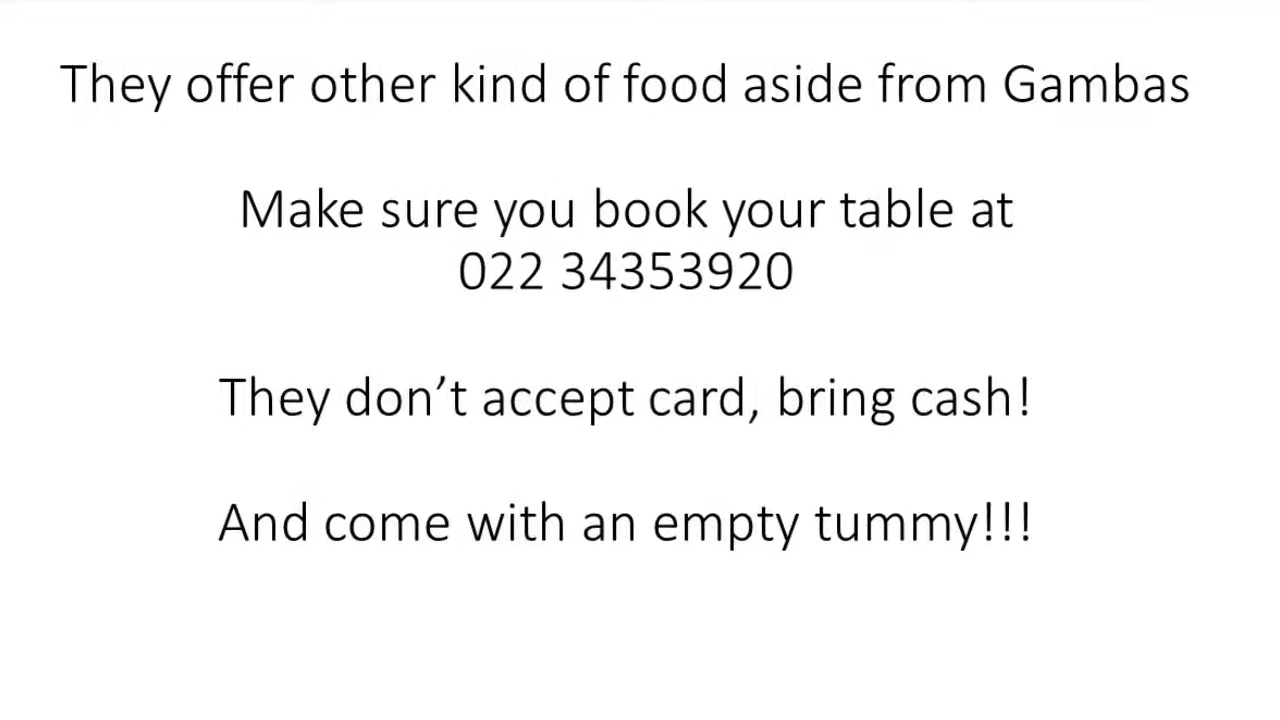 They offer other kind of food aside from Gambas
Make sure you book your table at
022 34353920
They don’t accept card, bring cash!
And come with an empty tummy!!!